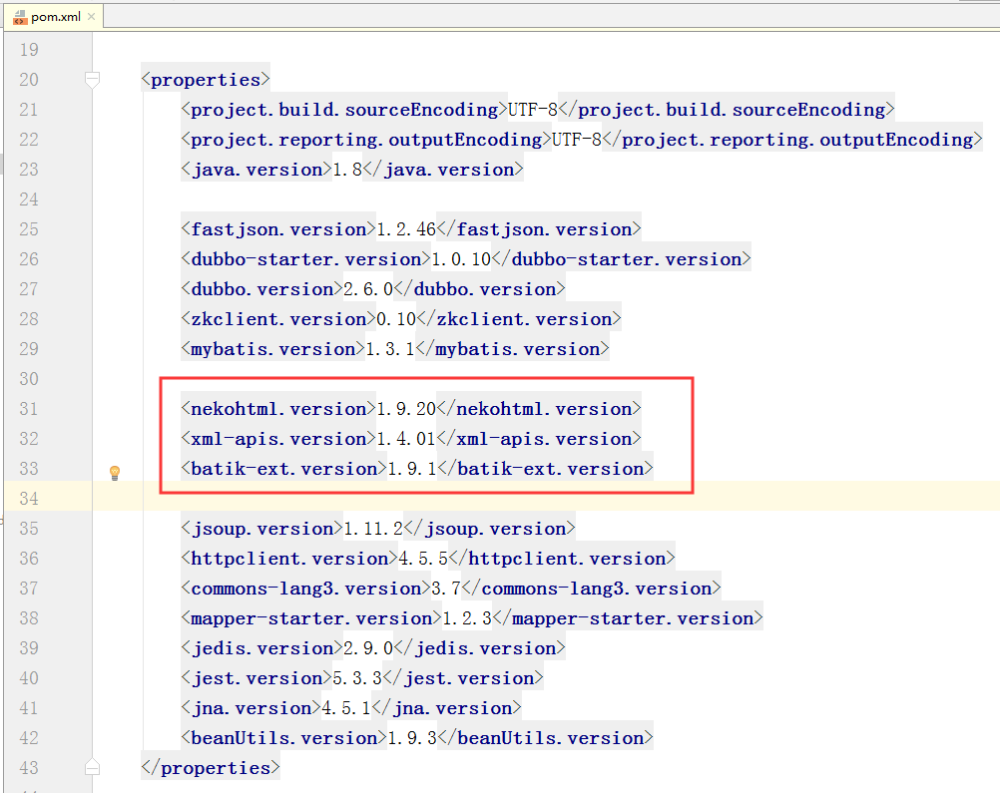 pom.xml
19
20 <properties>
21 <project.build.sourceEncoding>UTF-8</project.build.sourceEncoding>
22 <project.reporting.outputEncoding>UTF-8</project.reporting.outputEncoding>
23 <java.version>1.8</java.version>
24
25 <fastjson.version>1.2.46</fastjson.version>
26 <dubbo-starter.version>1.0.10</dubbo-starter.version>
27 <dubbo.version>2.6.0</dubbo.version>
28 <zkclient.version>0.10</zkclient.version>
29 <mybatis.version>1.3.1</mybatis.version>
30
31 <nekohtml.version>1.9.20</nekohtml.version>
32 <xml-apis.version>1.4.01</xml-apis.version>
33 <batik-ext.version>1.9.1</batik-ext.version>
34
35 <jsoup.version>1.11.2</jsoup.version>
36 <httpclient.version>4.5.5</httpclient.version>
37 <commons-lang3.version>3.7</commons-lang3.version>
38 <mapper-starter.version>1.2.3</mapper-starter.version>
39 <jedis.version>2.9.0</jedis.version>
40 <jest.version>5.3.3</jest.version>
41 <jna.version>4.5.1</jna.version>
42 <beanUtils.version>1.9.3</beanUtils.version>
43 </properties>